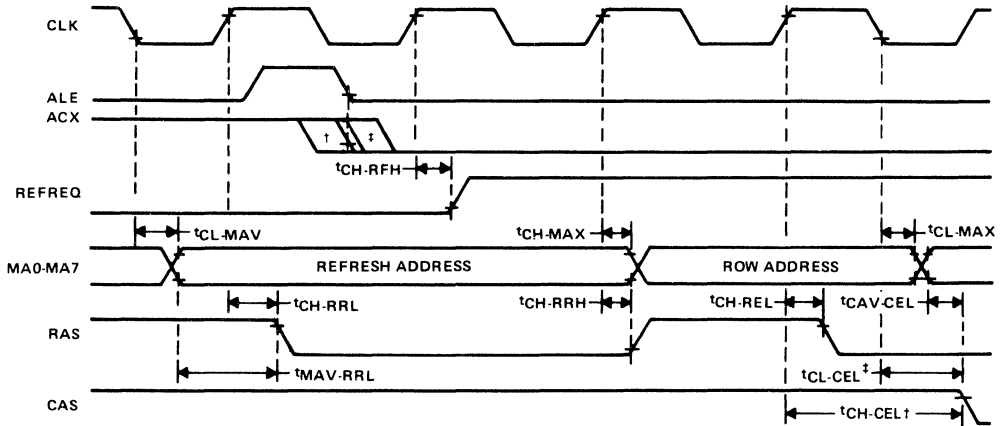 CLK
ALE
ACX
† ‡
tCH-RFH
REFREQ
tCL-MAV tCH-MAX tCL-MAX
MA0-MA7 REFRESH ADDRESS ROW ADDRESS
tCH-RRL tCH-RRH tCH-REL tCAV-CEL
RAS
tMAV-RRL tCL-CEL‡
CAS tCH-CEL†